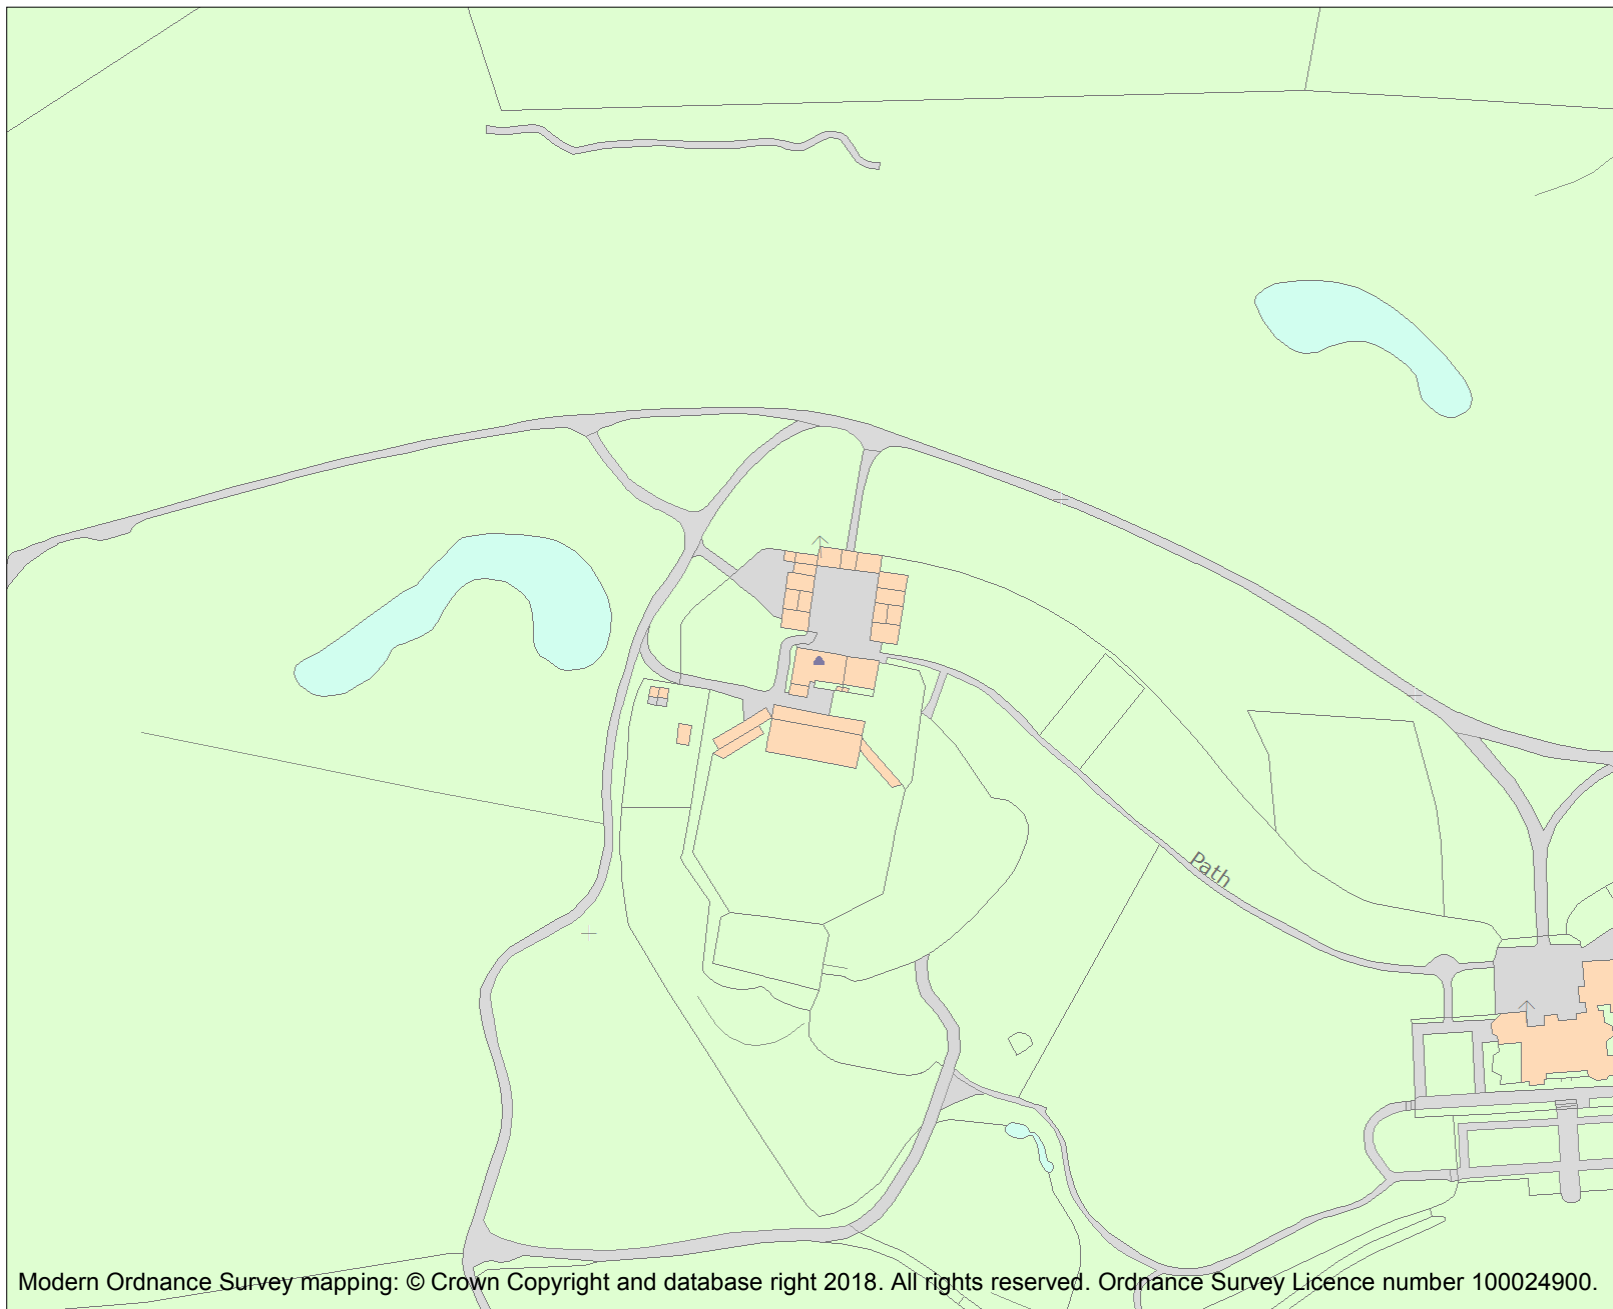 Path
Modern Ordnance Survey mapping: © Crown Copyright and database right 2018. All rights reserved. Ordnance Survey Licence number 100024900.